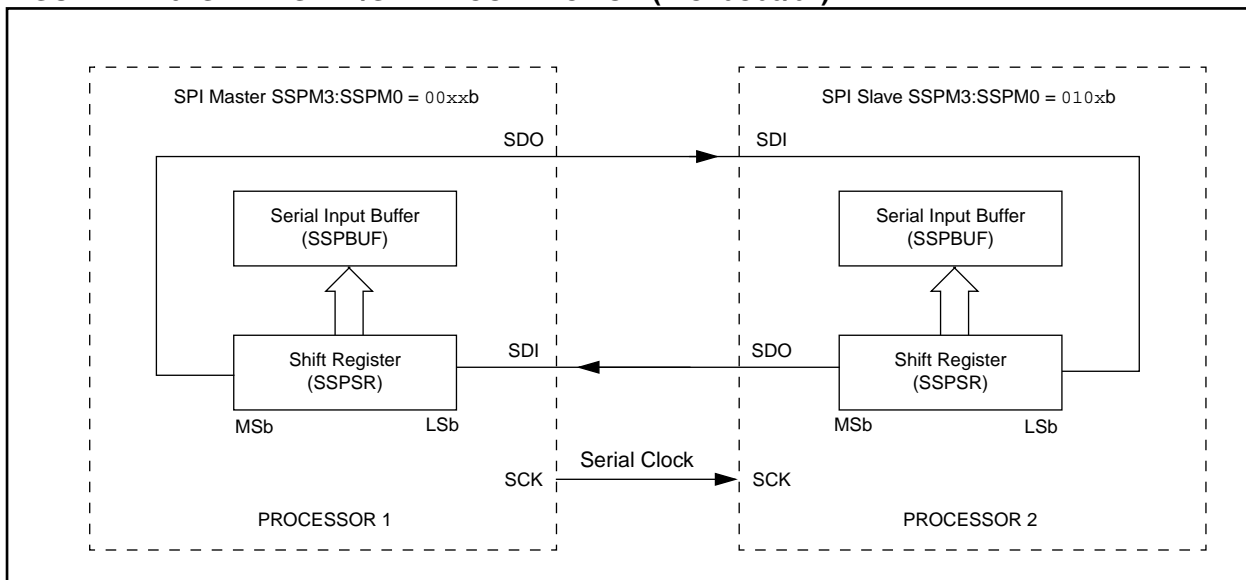 SPI Master SSPM3:SSPM0 = 00xxb
SPI Slave SSPM3:SSPM0 = 010xb
SDO
SDI
Serial Input Buffer
(SSPBUF)
Serial Input Buffer
(SSPBUF)
Shift Register
(SSPSR)
SDI
SDO
Shift Register
(SSPSR)
MSb
LSb
MSb
LSb
Serial Clock
SCK
SCK
PROCESSOR 1
PROCESSOR 2